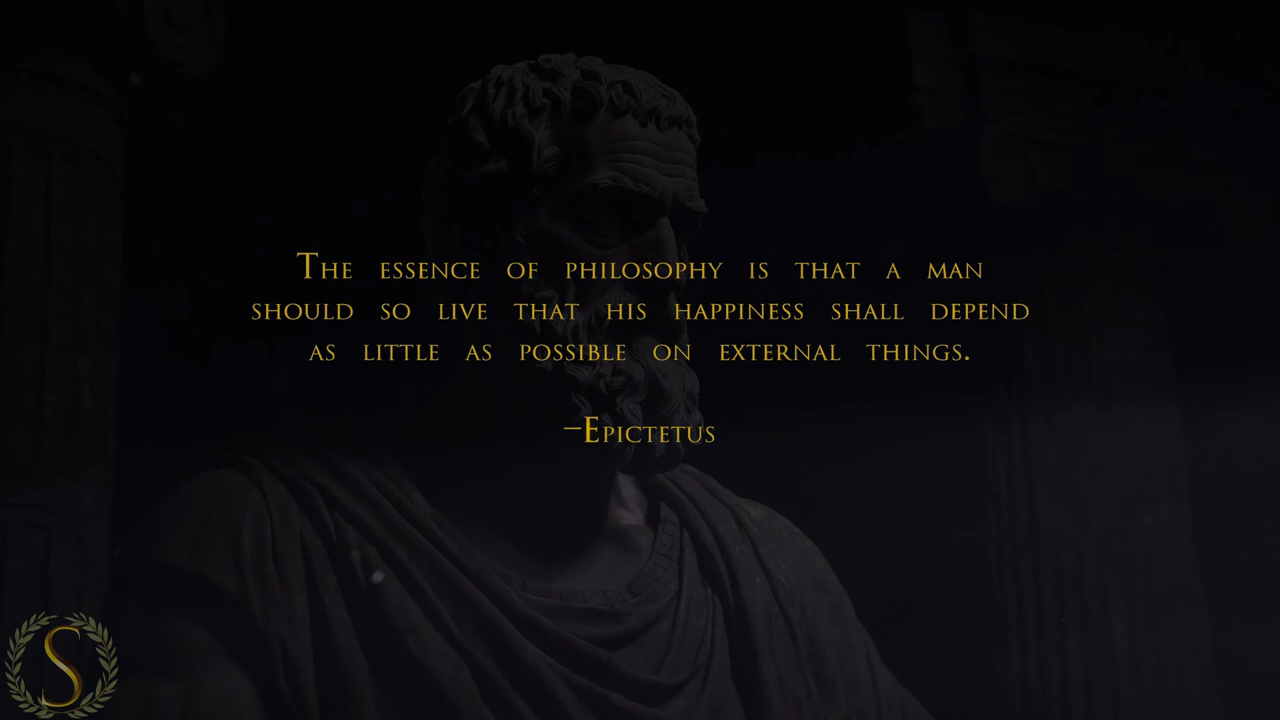 The essence of philosophy is that a man
should so live that his happiness shall depend
as little as possible on external things.
–Epictetus
S